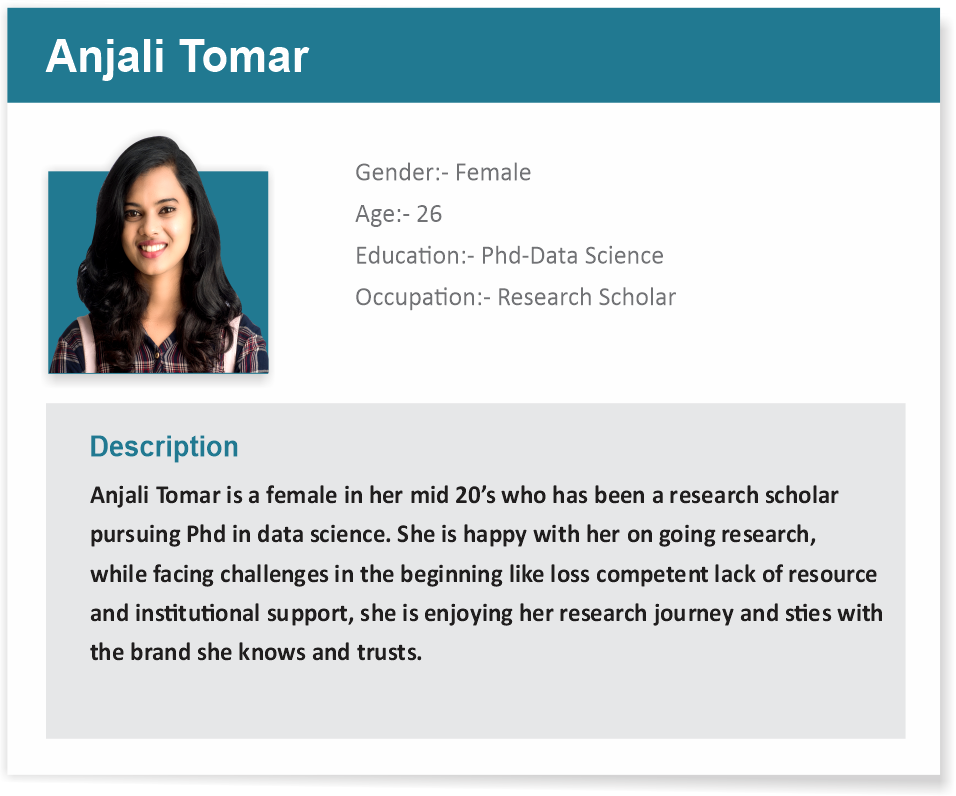 Anjali Tomar
Gender:- Female
Age:- 26
Education:- Phd-Data Science
Occupation:- Research Scholar
Description
Anjali Tomar is a female in her mid 20’s who has been a research scholar
pursuing Phd in data science. She is happy with her on going research,
while facing challenges in the beginning like loss competent lack of resource
and institutional support, she is enjoying her research journey and sties with
the brand she knows and trusts.